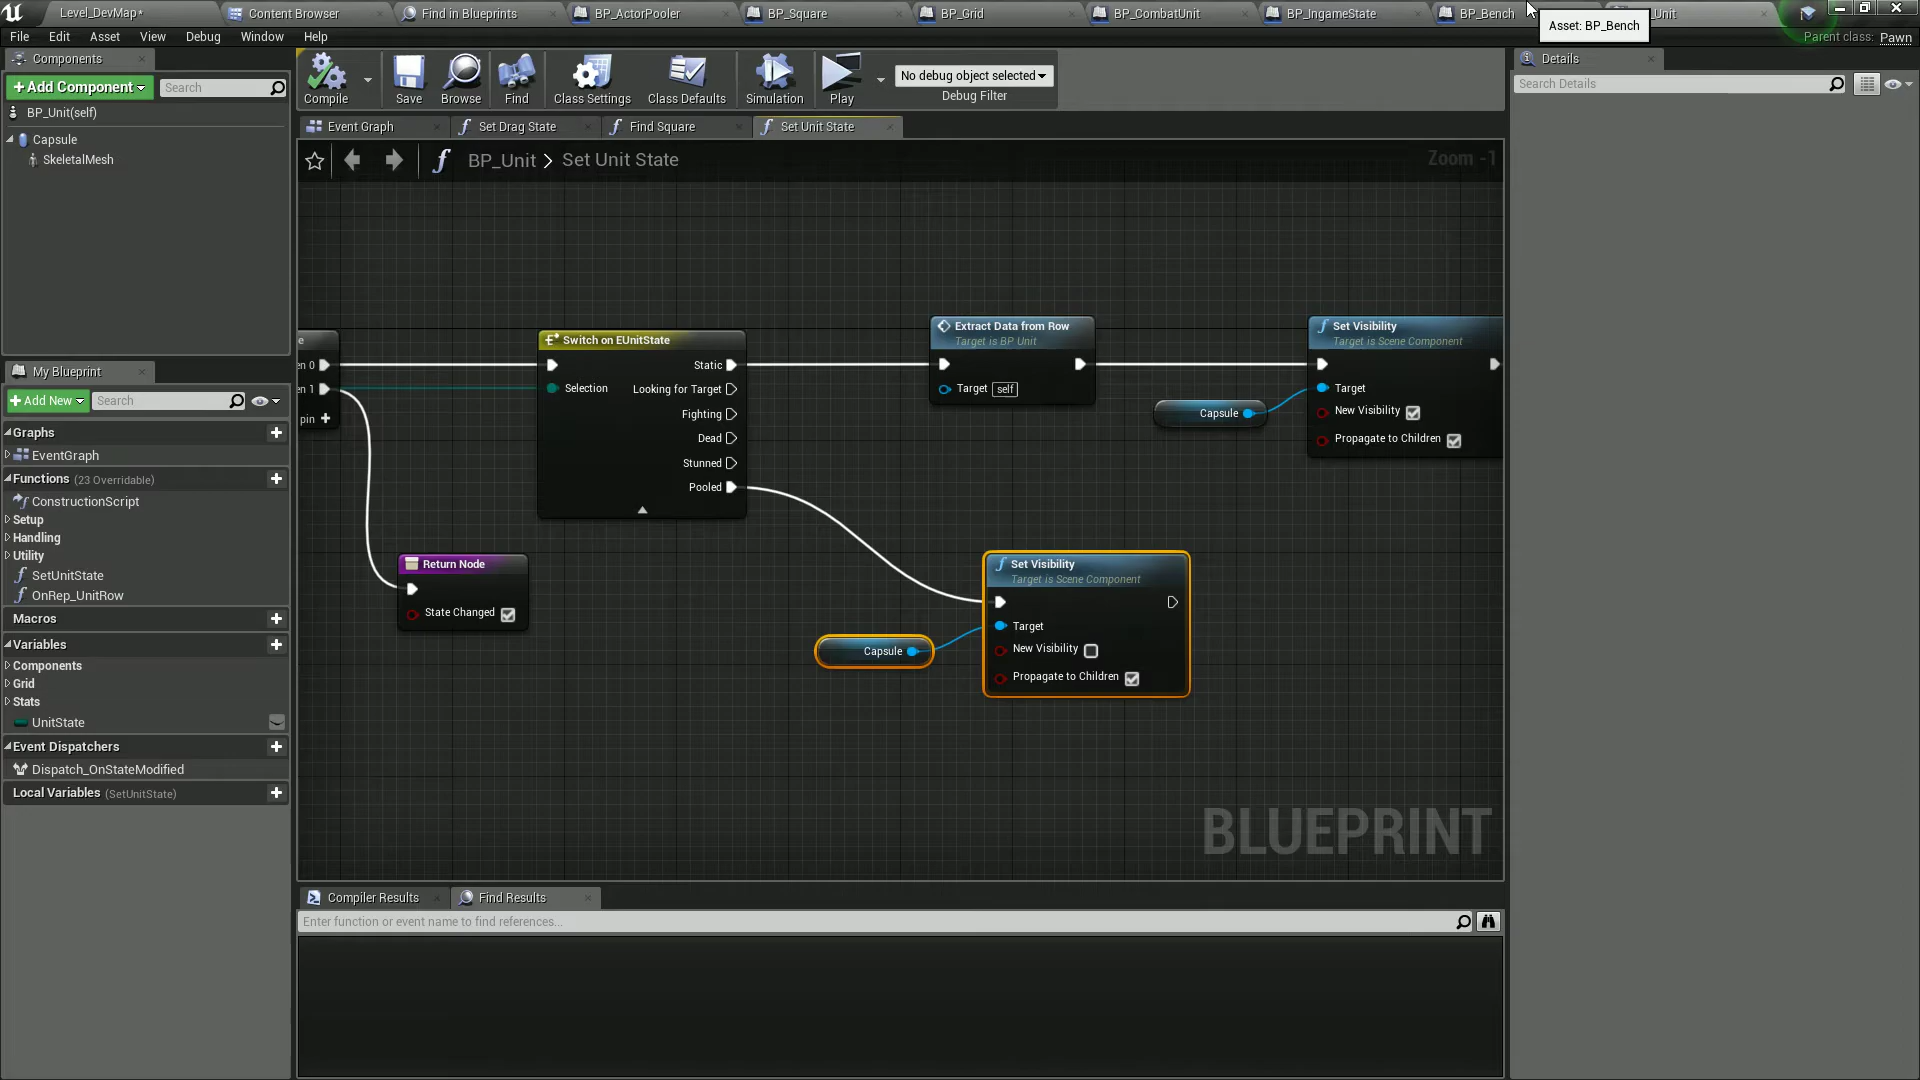 Level_DevMap*
Content Browser
Find in Blueprints
BP_ActorPooler
BP_Square
BP_Grid
BP_CombatUnit
BP_IngameState
BP_Bench
_Unit
Asset: BP_Bench
File
Edit
Asset
View
Debug
Window
Help
Parent class:
Pawn
Components
+Add Component
Search
BP_Unit(self)
Capsule
SkeletalMesh
Compile
Save
Browse
Find
Class Settings
Class Defaults
Simulation
Play
No debug object selected
Debug Filter
Details
Search Details
Event Graph
Set Drag State
Find Square
Set Unit State
BP_Unit > Set Unit State
Zoom -1
e
en 0
en 1
pin +
Switch on EUnitState
Selection
Static
Looking for Target
Fighting
Dead
Stunned
Pooled
Extract Data from Row
Target is BP Unit
Target self
Capsule
Set Visibility
Target is Scene Component
Target
New Visibility
Propagate to Children
Return Node
State Changed
Capsule
Set Visibility
Target is Scene Component
Target
New Visibility
Propagate to Children
BLUEPRINT
My Blueprint
+Add New
Search
Graphs
EventGraph
Functions (23 Overridable)
ConstructionScript
Setup
Handling
Utility
SetUnitState
OnRep_UnitRow
Macros
Variables
Components
Grid
Stats
UnitState
Event Dispatchers
Dispatch_OnStateModified
Local Variables (SetUnitState)
Compiler Results
Find Results
Enter function or event name to find references...